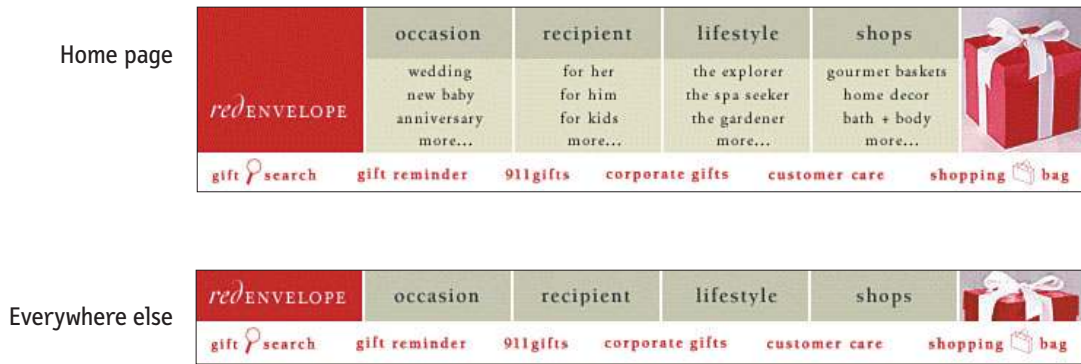 Home page
occasion recipient lifestyle shops
wedding for her the explorer gourmet baskets
new baby for him the spa seeker home decor
redENVELOPE
anniversary for kids the gardener bath + body
more... more... more... more...
gift search gift reminder 911gifts corporate gifts customer care shopping bag
Everywhere else
redENVELOPE occasion recipient lifestyle shops
gift search gift reminder 911gifts corporate gifts customer care shopping bag